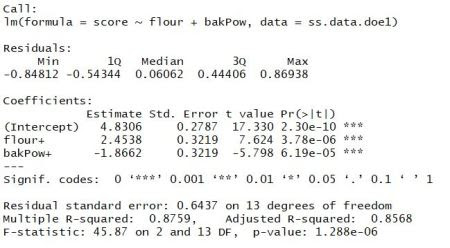 Call:
lm(formula = score ~ flour + bakPow, data = ss.data.doe1)
Residuals:
Min 1Q Median 3Q Max
-0.84812 -0.54344 0.06062 0.44406 0.86938
Coefficients:
Estimate Std. Error t value Pr(>|t|)
(Intercept) 4.8306 0.2787 17.330 2.30e-10 ***
flour+ 2.4538 0.3219 7.624 3.78e-06 ***
bakPow+ -1.8662 0.3219 -5.798 6.19e-05 ***
---
Signif. codes: 0 ‘***’ 0.001 ‘**’ 0.01 ‘*’ 0.05 ‘.’ 0.1 ‘ ’ 1
Residual standard error: 0.6437 on 13 degrees of freedom
Multiple R-squared: 0.8759, Adjusted R-squared: 0.8568
F-statistic: 45.87 on 2 and 13 DF, p-value: 1.288e-06